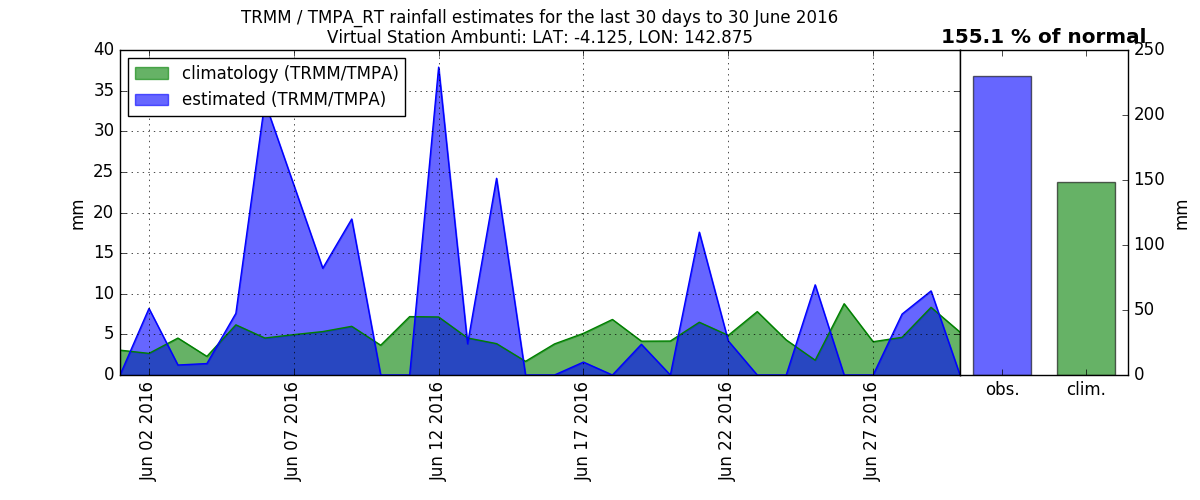 TRMM / TMPA_RT rainfall estimates for the last 30 days to 30 June 2016
Virtual Station Ambunti: LAT: -4.125, LON: 142.875
155.1 % of normal
climatology (TRMM/TMPA)
estimated (TRMM/TMPA)
40
35
30
25
20
15
10
5
0
mm
Jun 02 2016
Jun 07 2016
Jun 12 2016
Jun 17 2016
Jun 22 2016
Jun 27 2016
250
200
150
100
50
0
mm
obs.
clim.